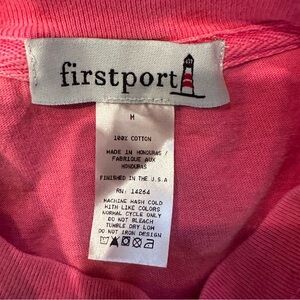 firstport
M
100% COTTON
MADE IN HONDURAS /
FABRIQUE AUX
HONDURAS
FINISHED IN THE U.S.A
RN: 14264
MACHINE WASH COLD
WITH LIKE COLORS
NORMAL CYCLE ONLY
DO NOT BLEACH
TUMBLE DRY LOW
DO NOT IRON DESIGN